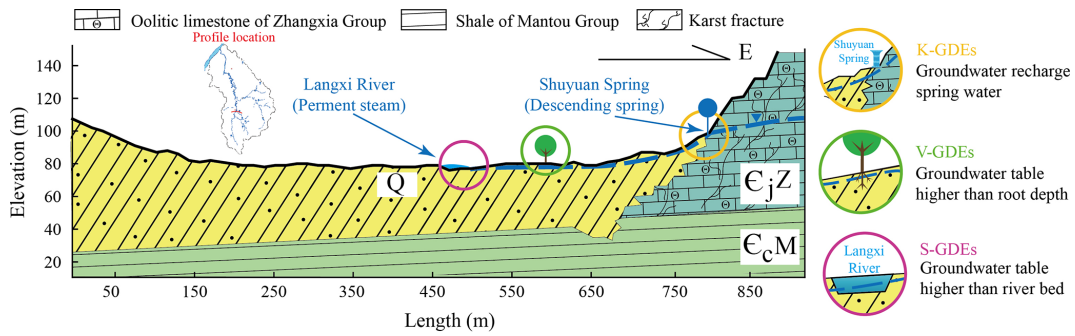 Oolitic limestone of Zhangxia Group
Shale of Mantou Group
Karst fracture
Profile location
E
Langxi River
(Perment steam)
Shuyuan Spring
(Descending spring)
Elevation (m)
140
120
100
80
60
40
20
Q
ЄjZ
ЄcM
50
150
250
350
450
550
650
750
850
Length (m)
Shuyuan
Spring
K-GDEs
Groundwater recharge
spring water
V-GDEs
Groundwater table
higher than root depth
Langxi
River
S-GDEs
Groundwater table
higher than river bed